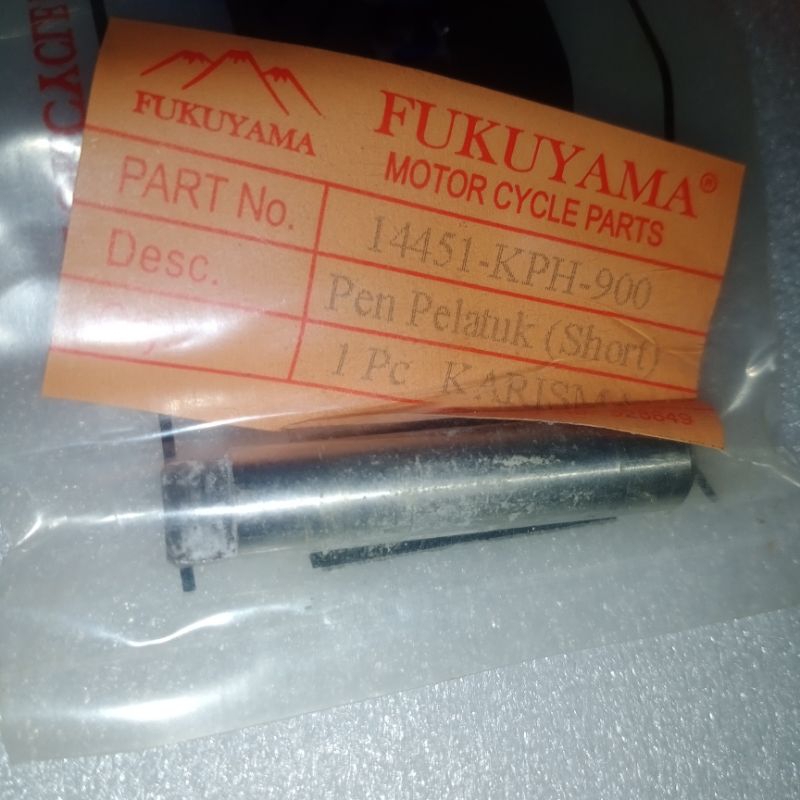 FUKUYAMA
FUKUYAMA®
MOTOR CYCLE PARTS
PART No. 14451-KPH-900
Desc. Pen Pelatuk (Short)
1 Pc KARISMA